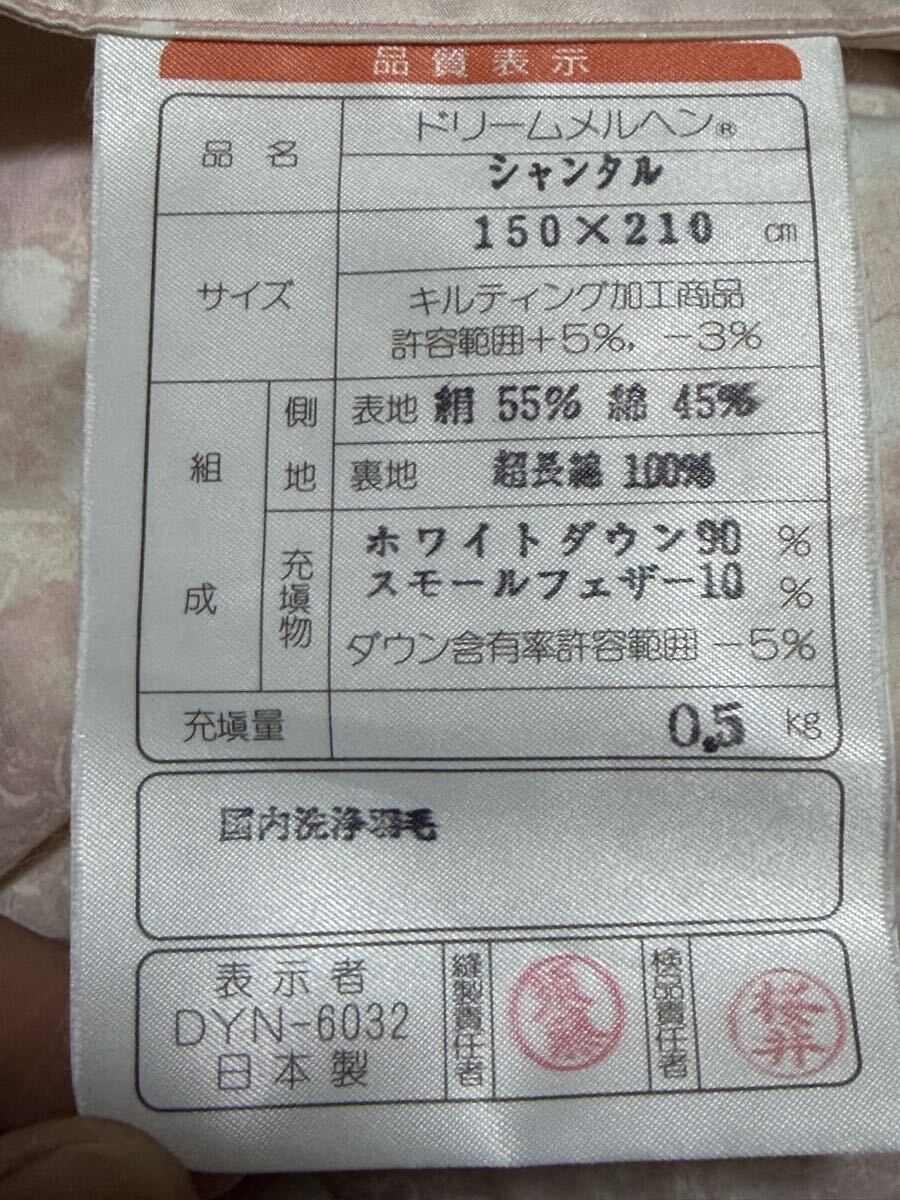 品質表示
品名
ドリームメルヘン®
シャンタル
サイズ
150×210 cm
キルティング加工商品
許容範囲+5%, -3%
組成
側地
表地 絹 55% 綿 45%
裏地 超長綿 100%
充塡物
ホワイトダウン90 %
スモールフェザー10 %
ダウン含有率許容範囲 -5%
充塡量
0.5 kg
国内洗浄羽毛
表示者
DYN-6032
日本製
縫製責任者
検品責任者
桜井